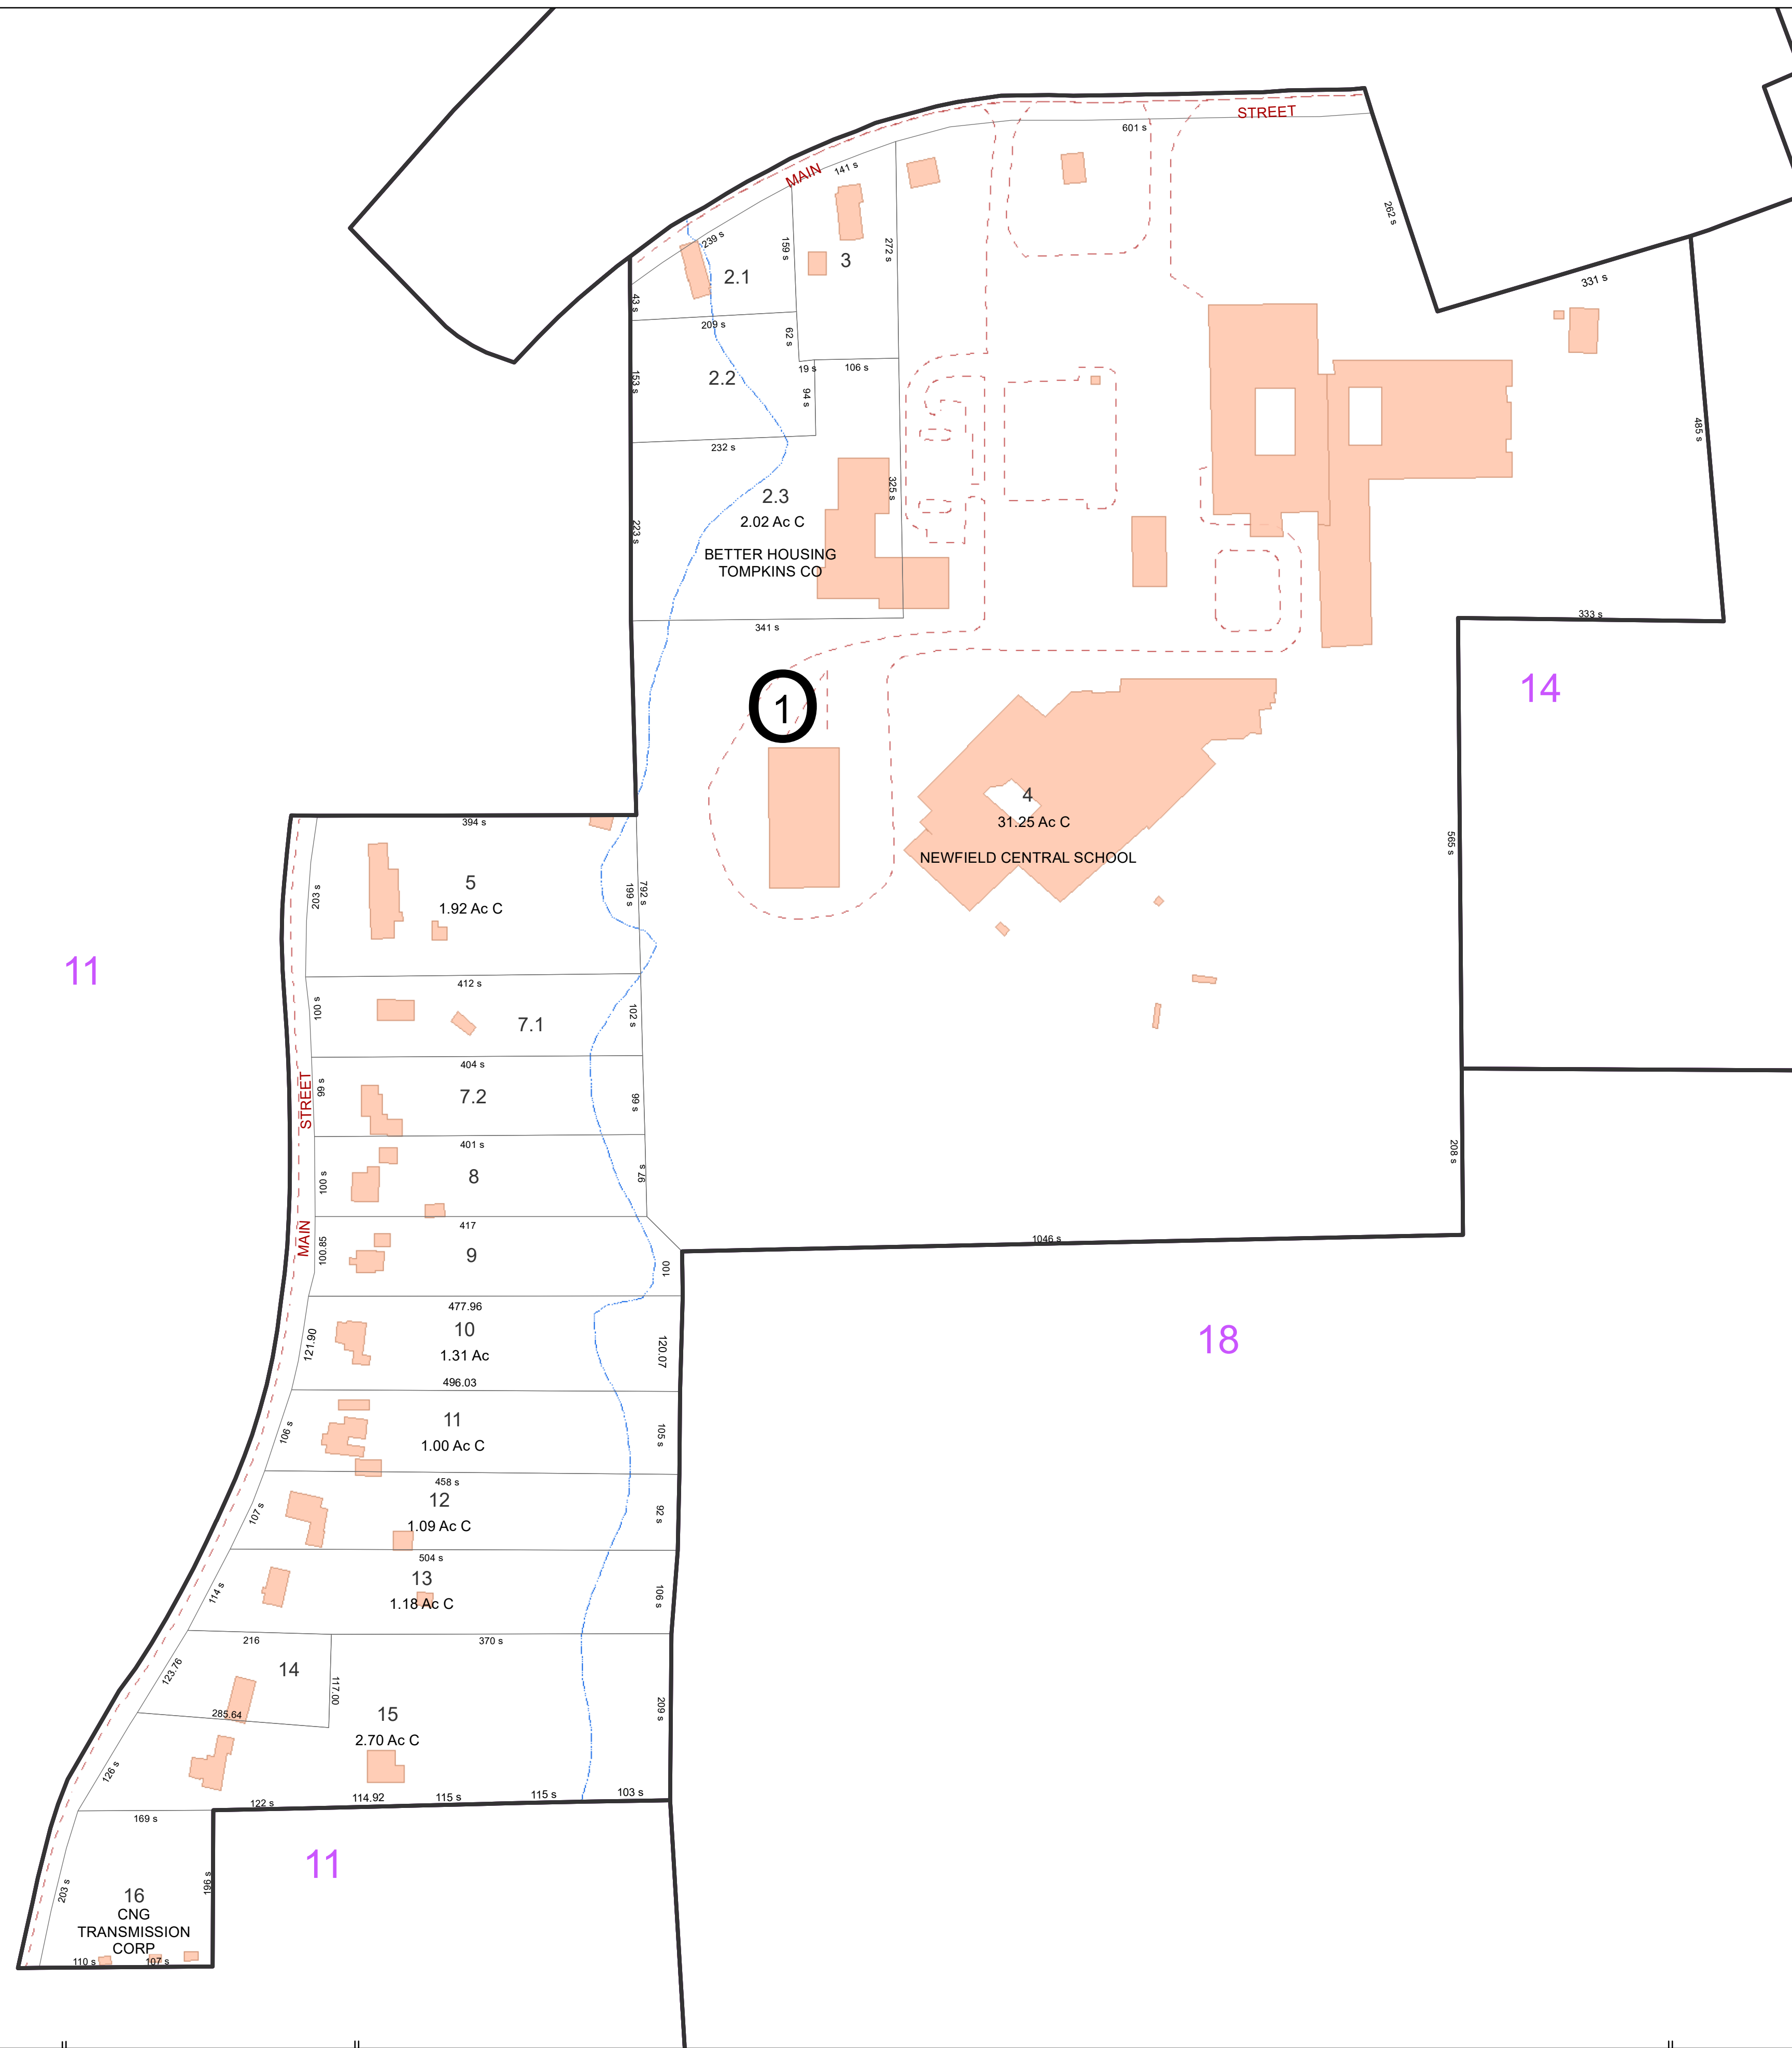 STREET
601 s
MAIN
141 s
239 s
262 s
159 s
272 s
3
2.1
331 s
43 s
209 s
62 s
19 s
106 s
2.2
153 s
94 s
485 s
232 s
325 s
2.3
2.02 Ac C
223 s
BETTER HOUSING
TOMPKINS CO
341 s
333 s
14
1
4
31.25 Ac C
NEWFIELD CENTRAL SCHOOL
565 s
394 s
5
1.92 Ac C
203 s
199 s
792 s
11
412 s
100 s
7.1
102 s
404 s
99 s
7.2
99 s
STREET
401 s
100 s
8
97 s
208 s
417
MAIN
100.85
9
100
1046 s
477.96
18
10
121.90
1.31 Ac
120.07
496.03
11
106 s
1.00 Ac C
105 s
458 s
12
107 s
1.09 Ac C
92 s
504 s
13
114 s
1.18 Ac C
106 s
216
370 s
14
123.76
117.00
285.64
15
2.70 Ac C
209 s
126 s
122 s
114.92
115 s
115 s
103 s
169 s
11
203 s
196 s
16
CNG
TRANSMISSION
CORP
110 s
107 s